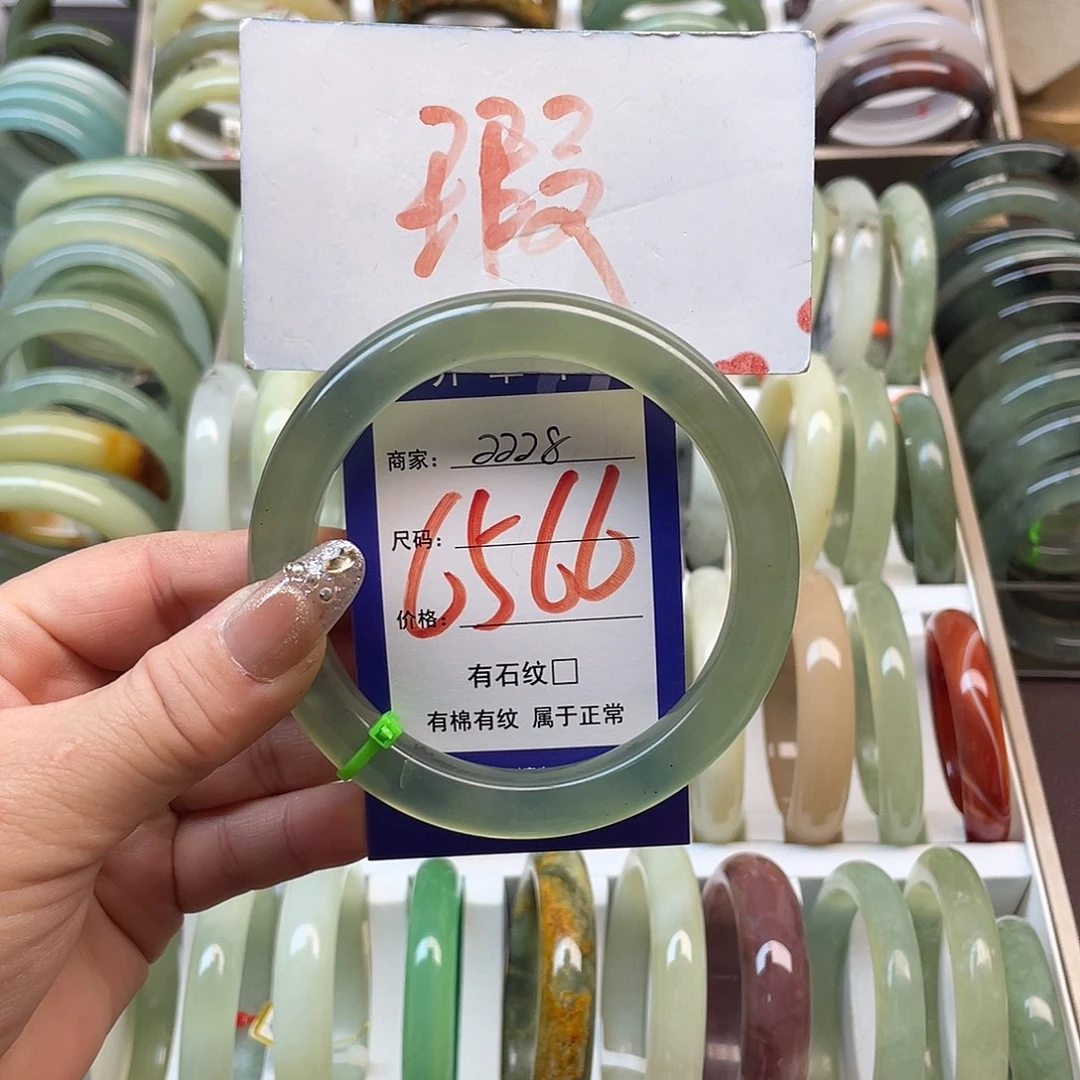 瑕
商家: 2228
尺码:
6566
价格:
有石纹□
有棉有纹 属于正常